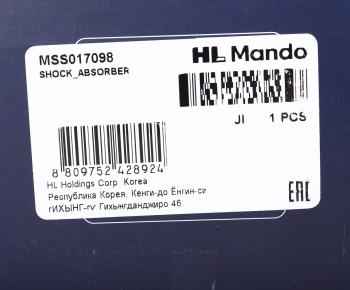 MSS017098
SHOCK_ABSORBER
HL Mando
JI 1 PCS
8 809752 428924
HL Holdings Corp. Korea
Республика Корея, Кенги-до Ёнгин-си
гИХЫНГ-гу Гихынгданджиро 46
EAC